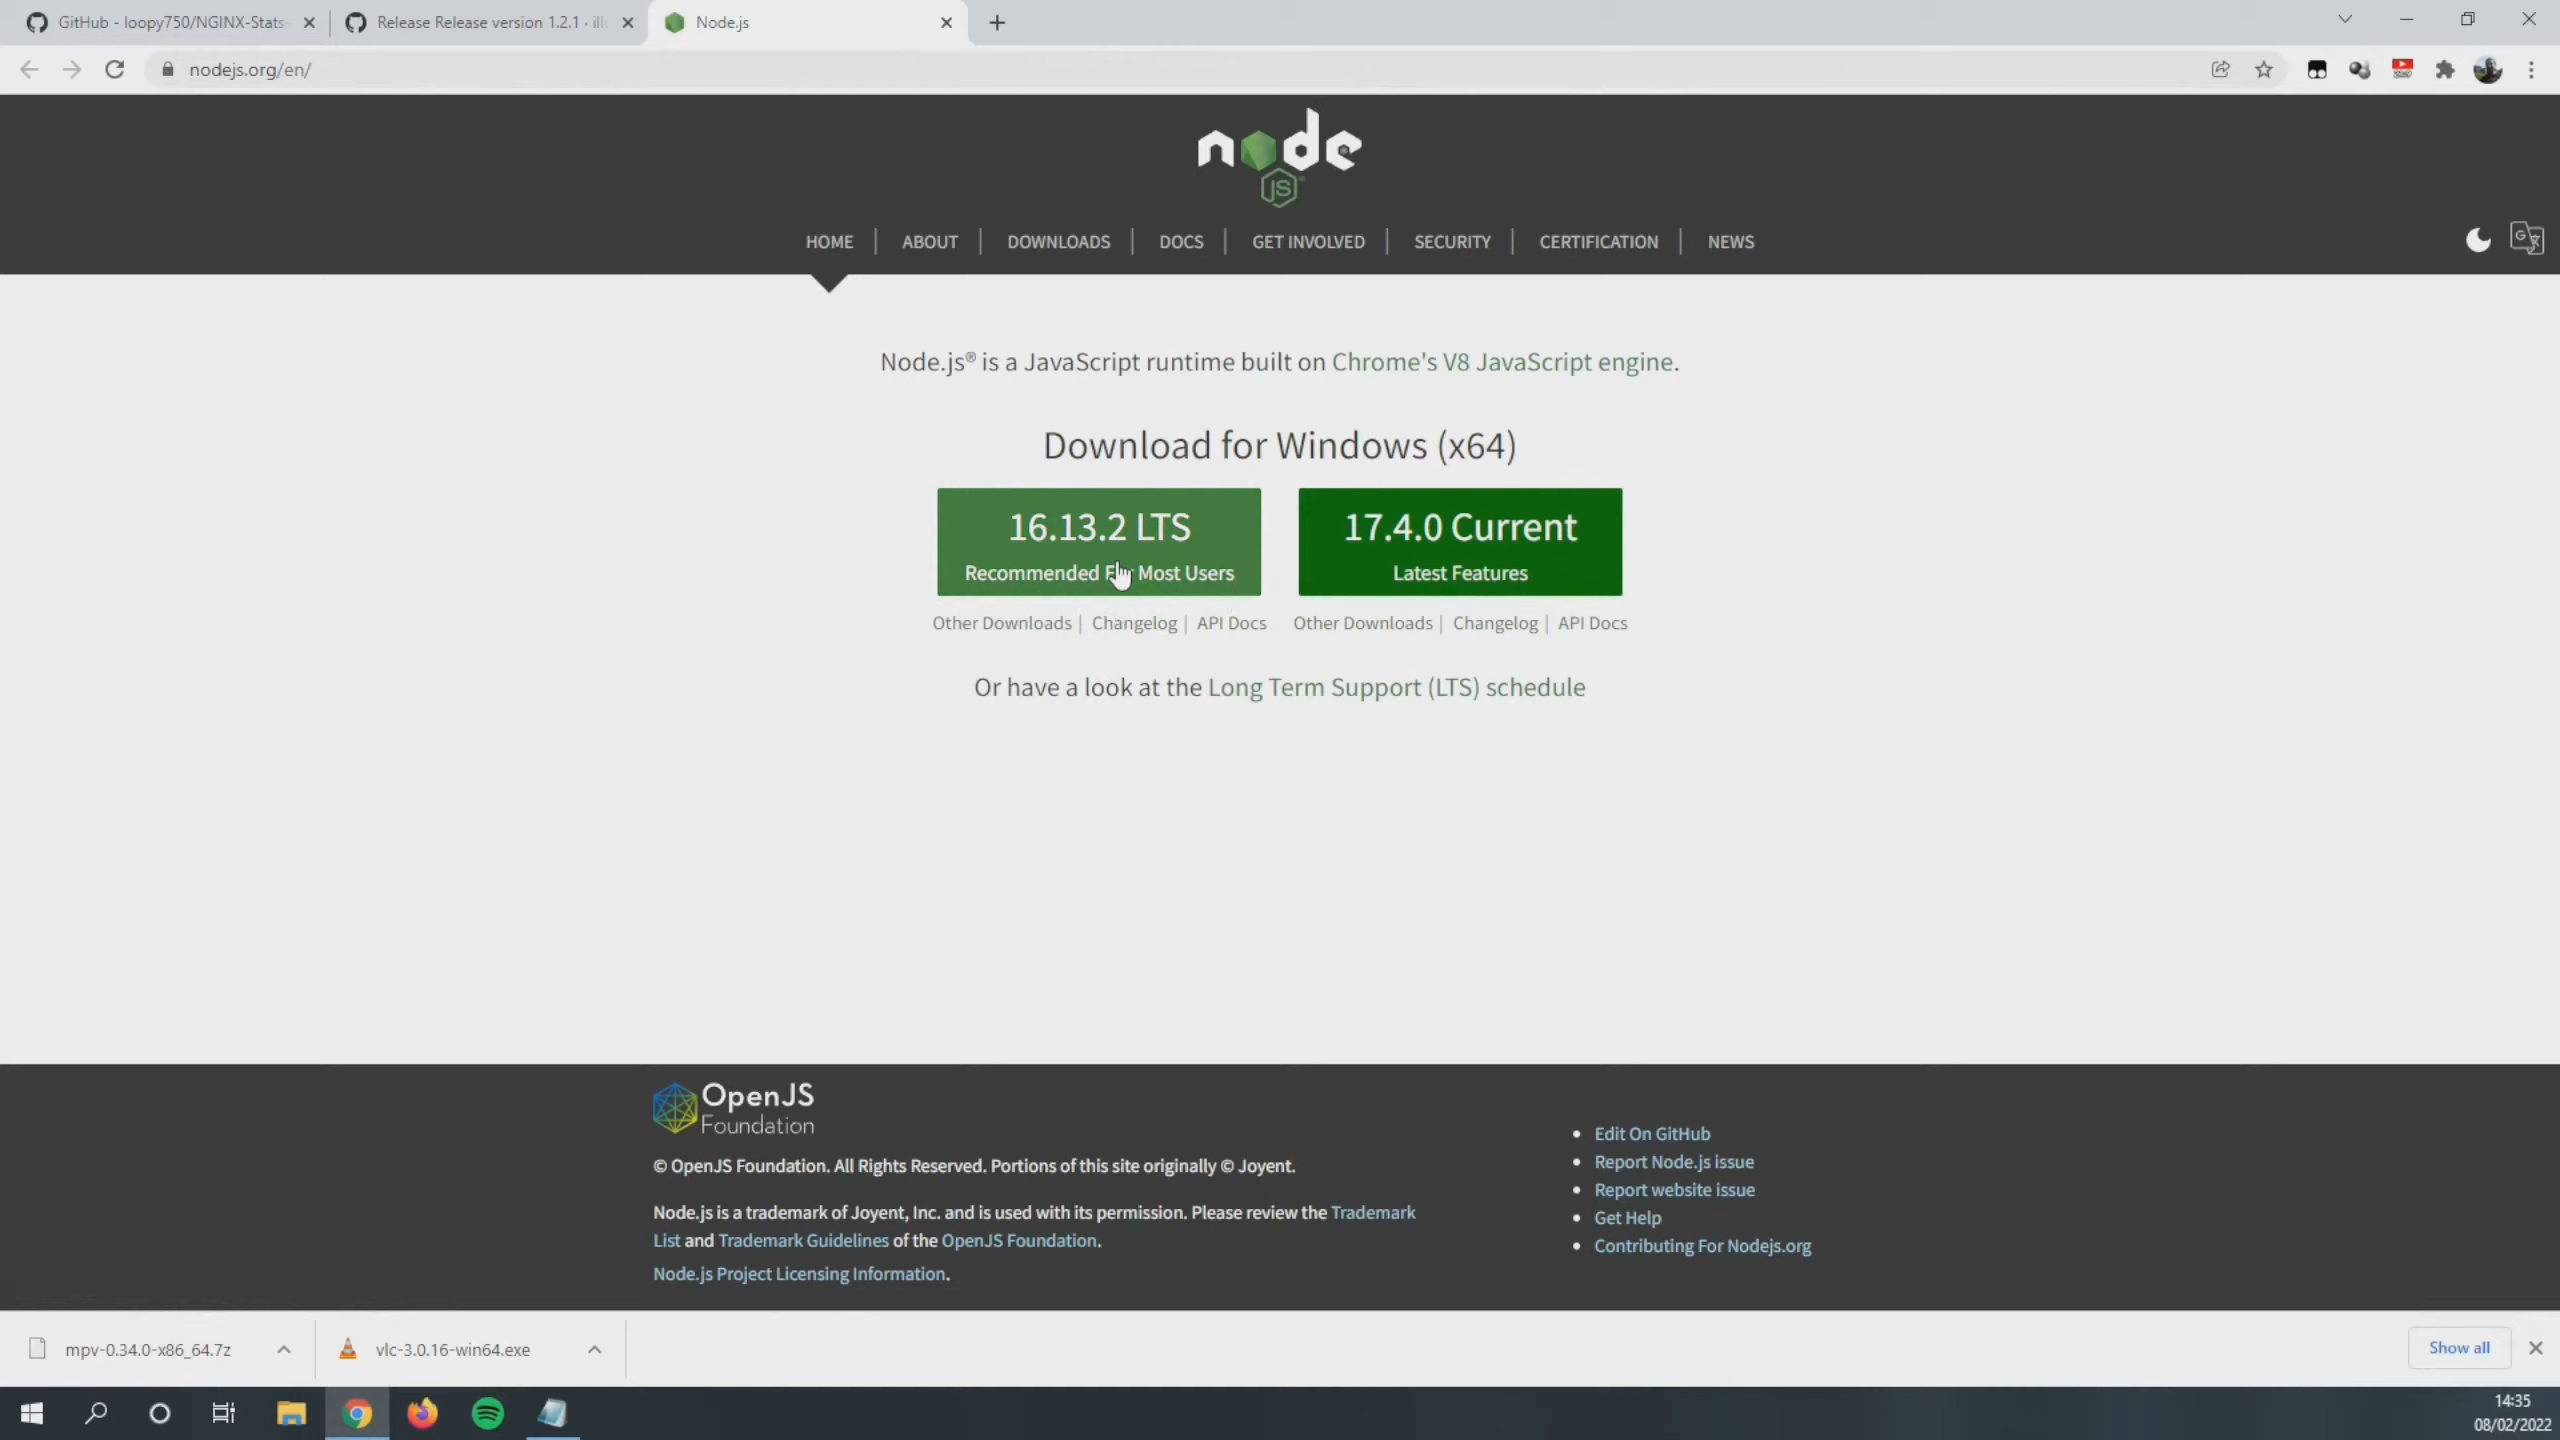 GitHub - loopy750/NGINX-Stats-
Release Release version 1.2.1 · ill
Node.js
nodejs.org/en/
node
JS
HOME
ABOUT
DOWNLOADS
DOCS
GET INVOLVED
SECURITY
CERTIFICATION
NEWS
Node.js® is a JavaScript runtime built on Chrome's V8 JavaScript engine.
Download for Windows (x64)
16.13.2 LTS
Recommended Most Users
17.4.0 Current
Latest Features
Other Downloads | Changelog | API Docs
Other Downloads | Changelog | API Docs
Or have a look at the Long Term Support (LTS) schedule
OpenJS
Foundation
© OpenJS Foundation. All Rights Reserved. Portions of this site originally © Joyent.
Node.js is a trademark of Joyent, Inc. and is used with its permission. Please review the Trademark
List and Trademark Guidelines of the OpenJS Foundation.
Node.js Project Licensing Information.
Edit On GitHub
Report Node.js issue
Report website issue
Get Help
Contributing For Nodejs.org
mpv-0.34.0-x86_64.7z
vlc-3.0.16-win64.exe
Show all
14:35
08/02/2022